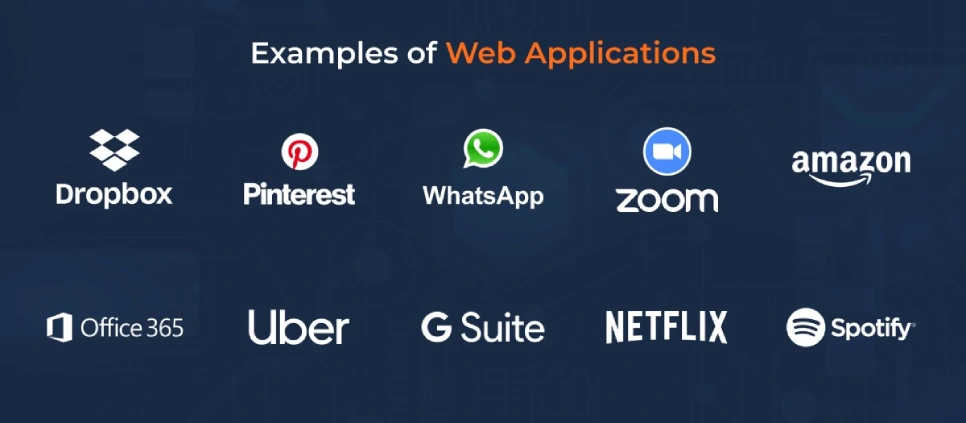 Examples of Web Applications
Dropbox
Pinterest
WhatsApp
zoom
amazon
Office 365
Uber
G Suite
NETFLIX
Spotify